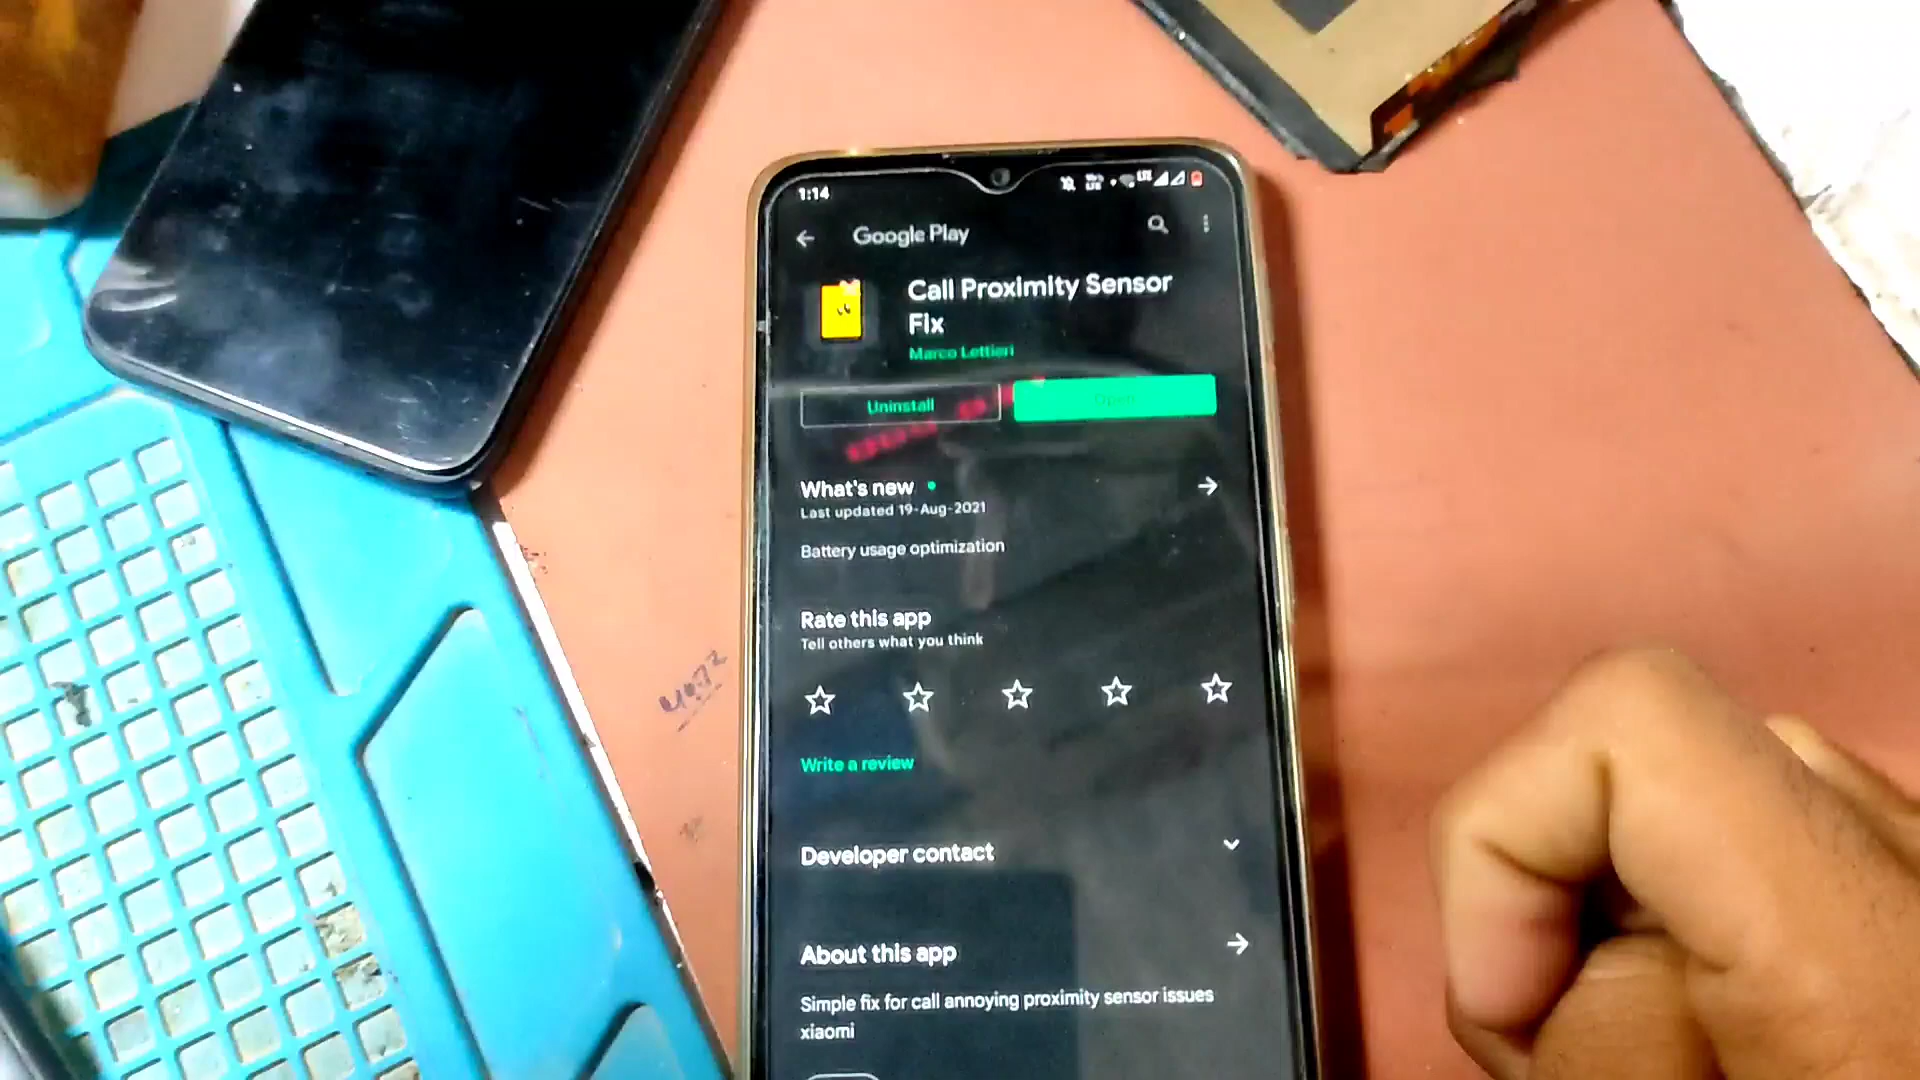 1:14
Google Play
Call Proximity Sensor
Fix
Marco Lettieri
Uninstall
Open
What's new
Last updated 19-Aug-2021
Battery usage optimization
Rate this app
Tell others what you think
Write a review
Developer contact
About this app
Simple fix for call annoying proximity sensor issues
xiaomi